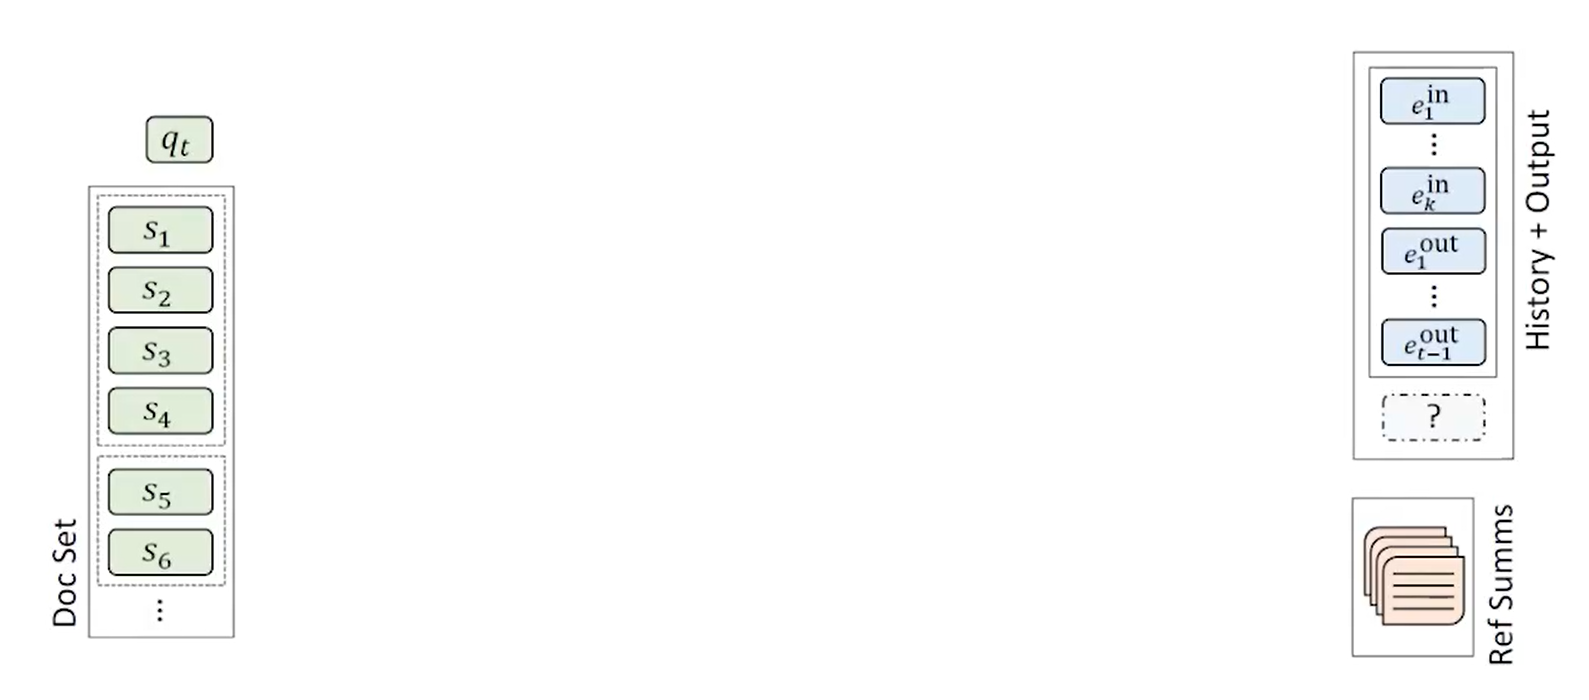 q_t
s_1
s_2
s_3
s_4
s_5
s_6
⋮
Doc Set
e_1^in
⋮
e_k^in
e_1^out
⋮
e_{t-1}^out
?
History + Output
Ref Summs